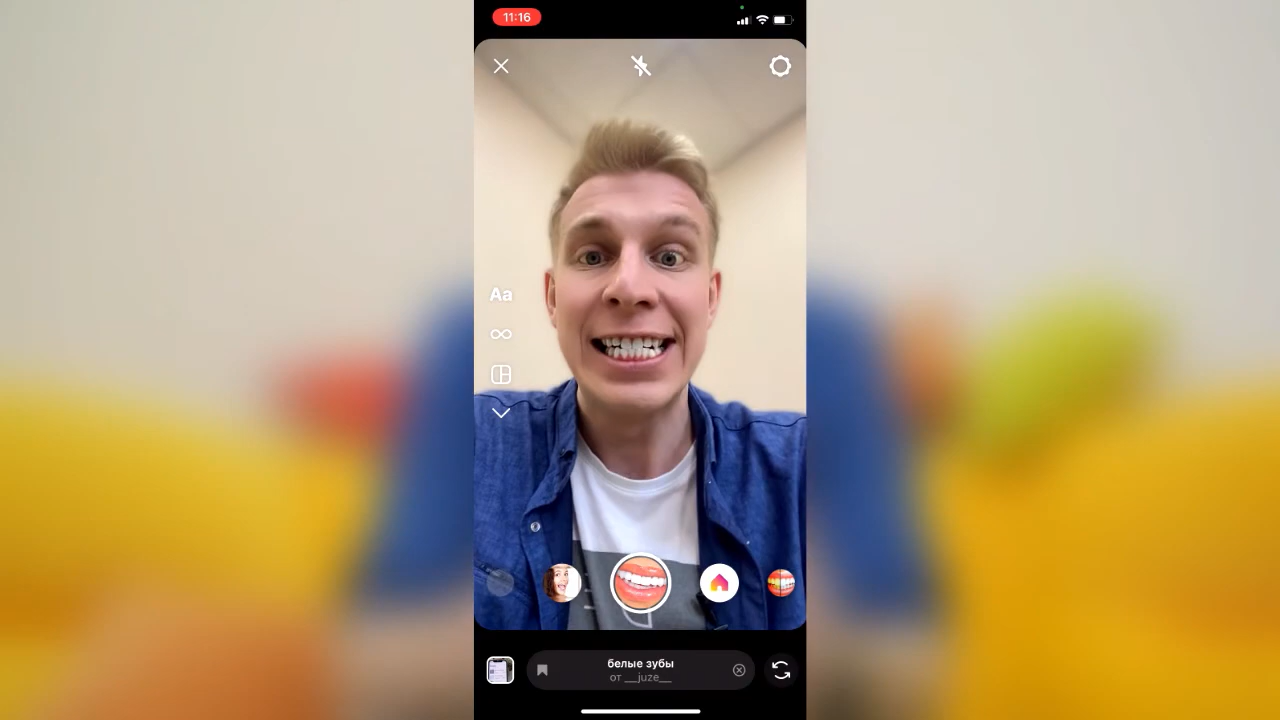 11:16
Aa
белые зубы
от __juze__